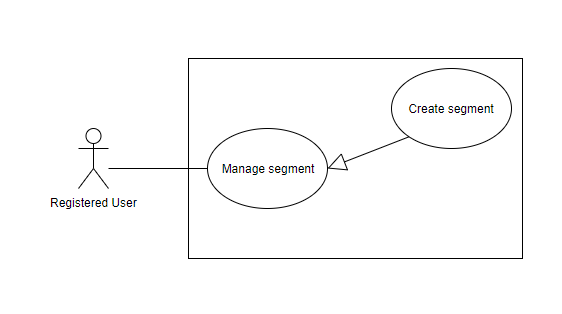 Create segment
Manage segment
Registered User